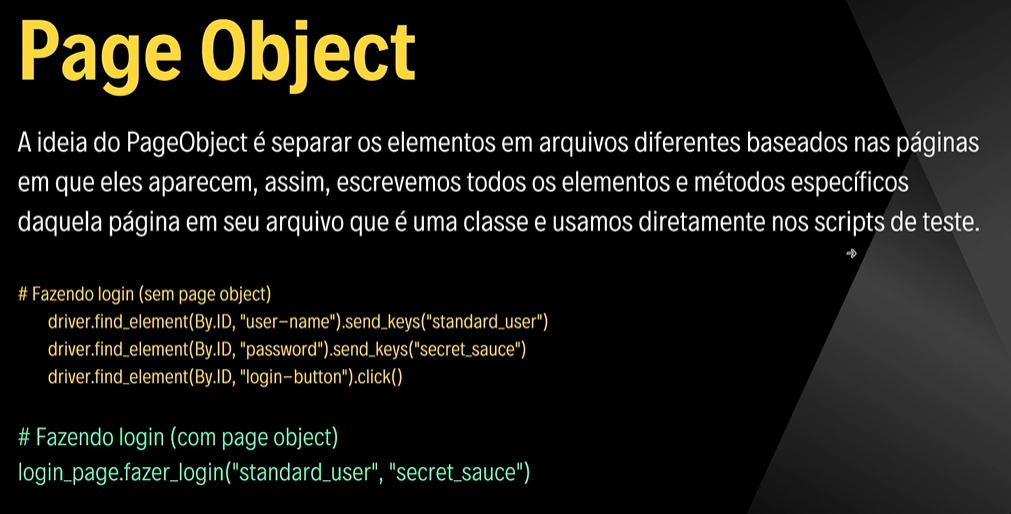 Page Object
A ideia do PageObject é separar os elementos em arquivos diferentes baseados nas páginas
em que eles aparecem, assim, escrevemos todos os elementos e métodos específicos
daquela página em seu arquivo que é uma classe e usamos diretamente nos scripts de teste.
# Fazendo login (sem page object)
driver.find_element(By.ID, "user-name").send_keys("standard_user")
driver.find_element(By.ID, "password").send_keys("secret_sauce")
driver.find_element(By.ID, "login-button").click()
# Fazendo login (com page object)
login_page.fazer_login("standard_user", "secret_sauce")